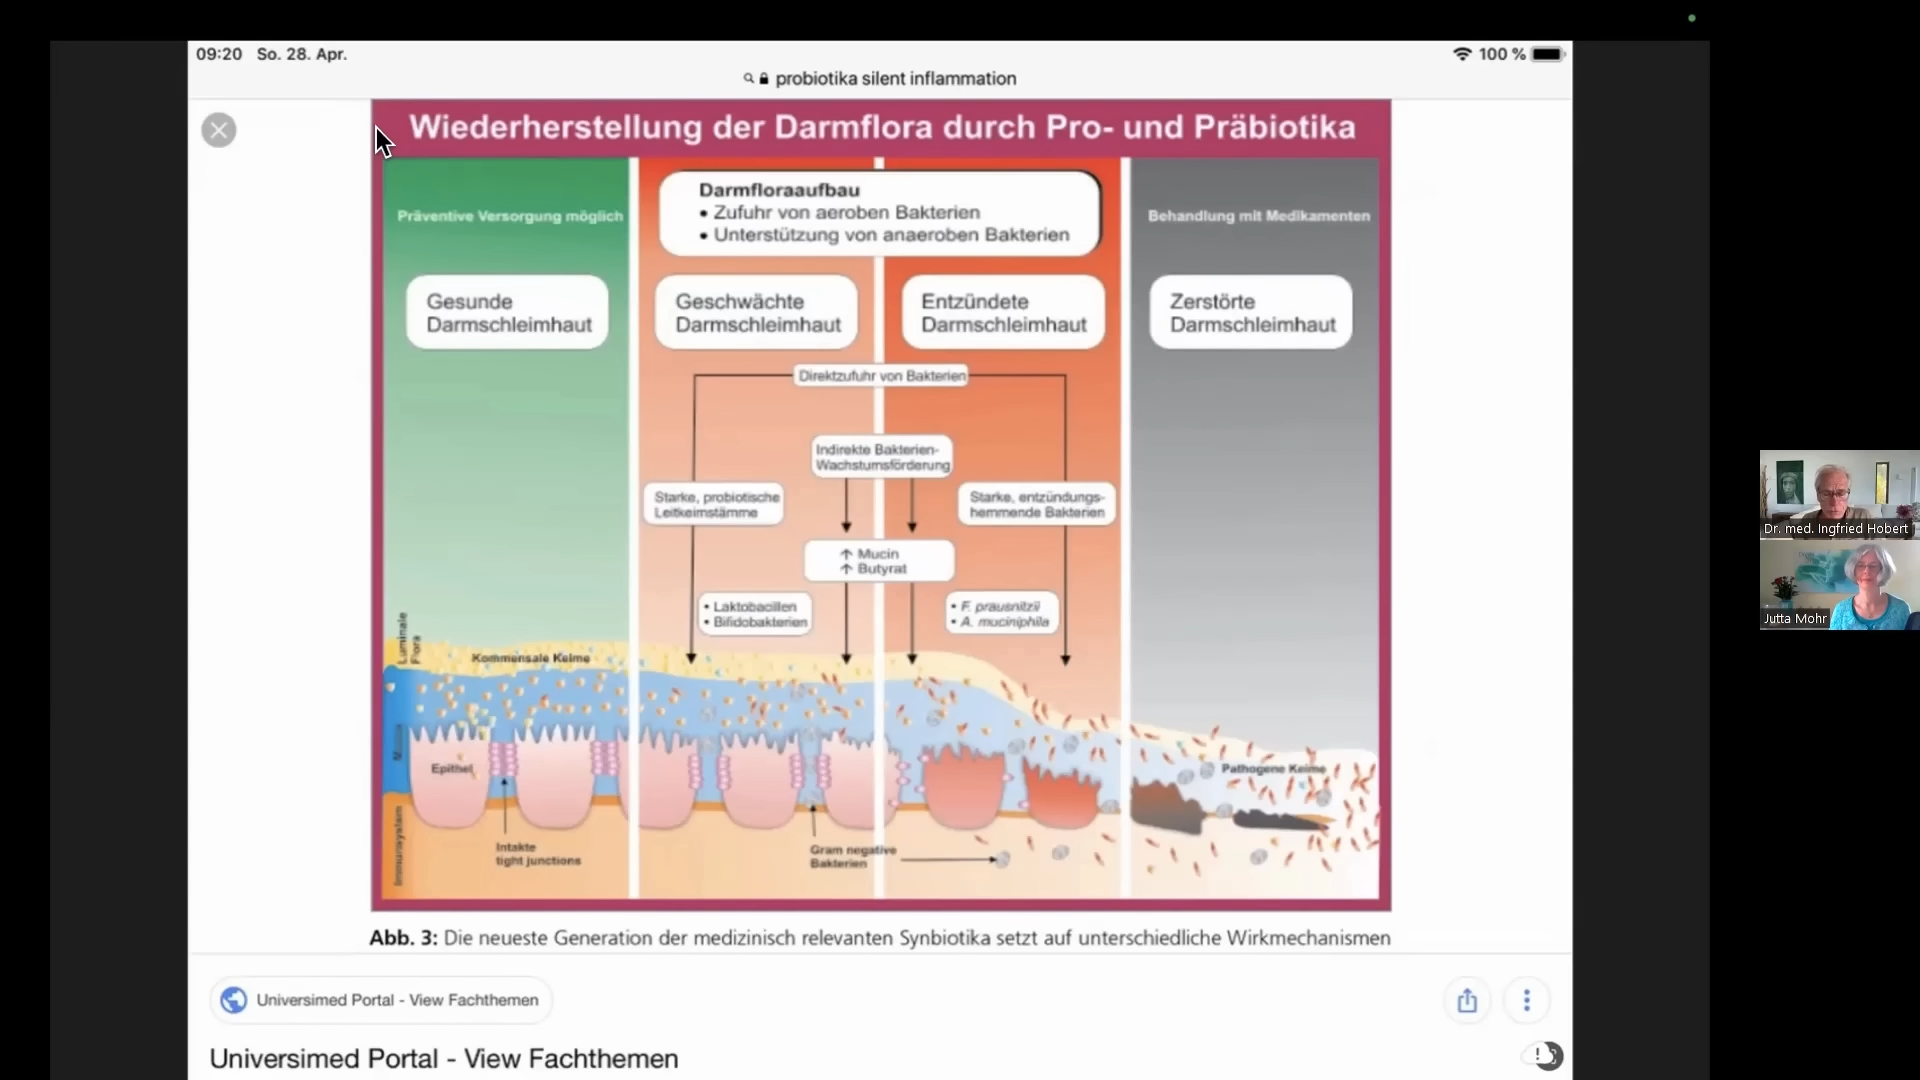 09:20 So. 28. Apr.
100 %
probiotika silent inflammation
Wiederherstellung der Darmflora durch Pro- und Präbiotika
Präventive Versorgung möglich
Darmfloraaufbau
• Zufuhr von aeroben Bakterien
• Unterstützung von anaeroben Bakterien
Behandlung mit Medikamenten
Gesunde
Darmschleimhaut
Geschwächte
Darmschleimhaut
Entzündete
Darmschleimhaut
Zerstörte
Darmschleimhaut
Direktzufuhr von Bakterien
Indirekte Bakterien-
Wachstumsförderung
Starke, probiotische
Leitkeimstämme
Starke, entzündungs-
hemmende Bakterien
↑ Mucin
↑ Butyrat
• Laktobacillen
• Bifidobakterien
• F. prausnitzii
• A. muciniphila
Luminale
Flora
Kommensale Keime
Epithel
Pathogene Keime
Immunsystem
Intakte
tight junctions
Gram negative
Bakterien
Abb. 3: Die neueste Generation der medizinisch relevanten Synbiotika setzt auf unterschiedliche Wirkmechanismen
Universimed Portal - View Fachthemen
Universimed Portal - View Fachthemen
Dr. med. Ingfried Hobert
Jutta Mohr